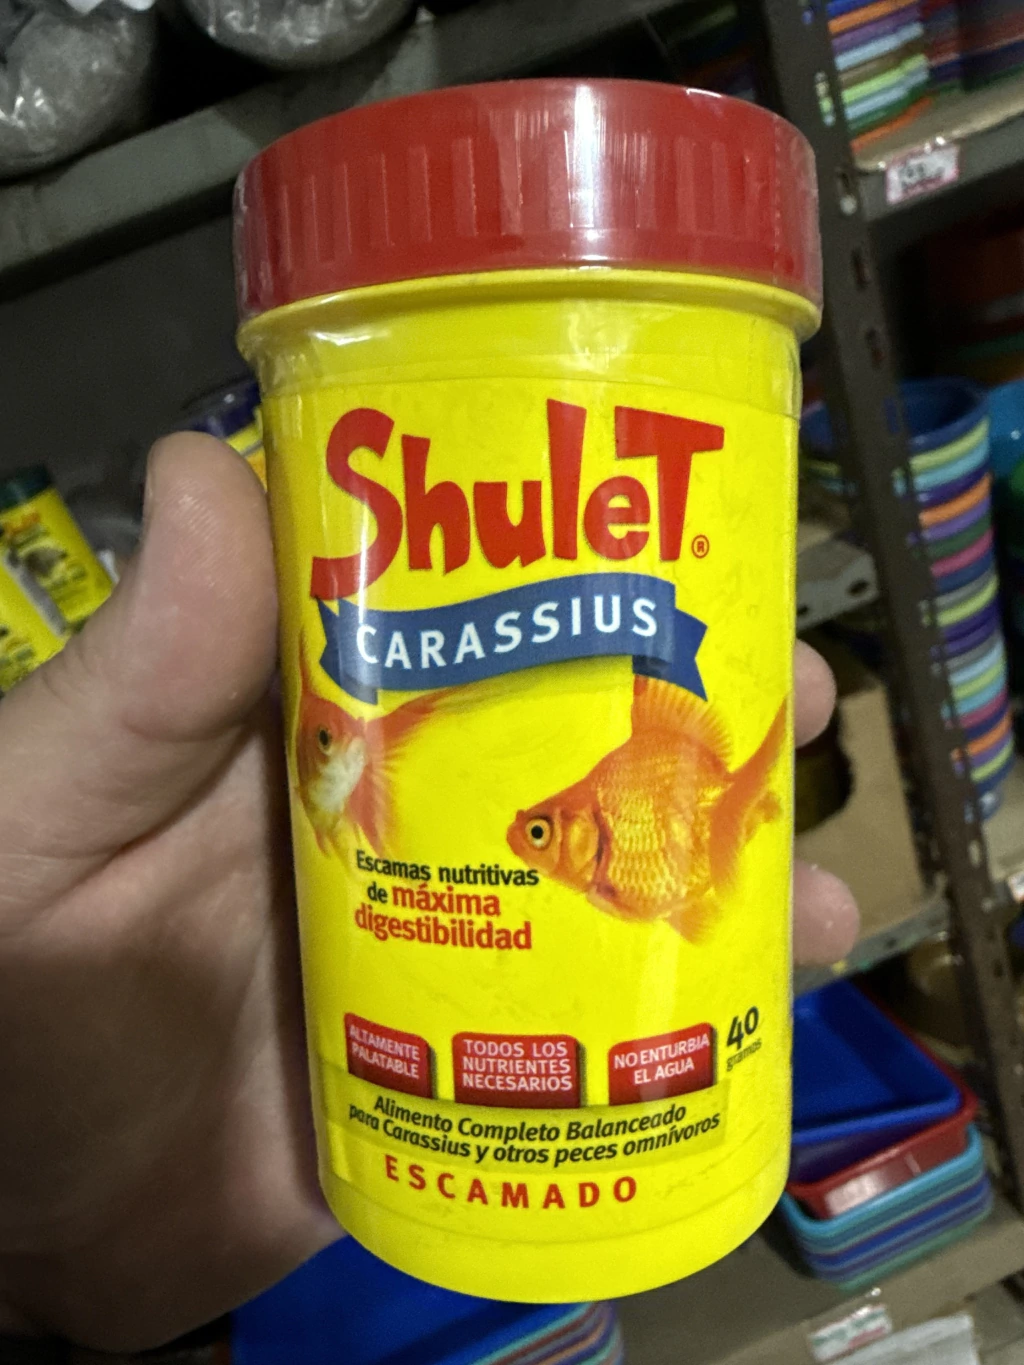 ShuleT®
CARASSIUS
Escamas nutritivas
de máxima
digestibilidad
ALTAMENTE
PALATABLE
TODOS LOS
NUTRIENTES
NECESARIOS
NO ENTURBIA
EL AGUA
40
gramos
Alimento Completo Balanceado
para Carassius y otros peces omnívoros
ESCAMADO